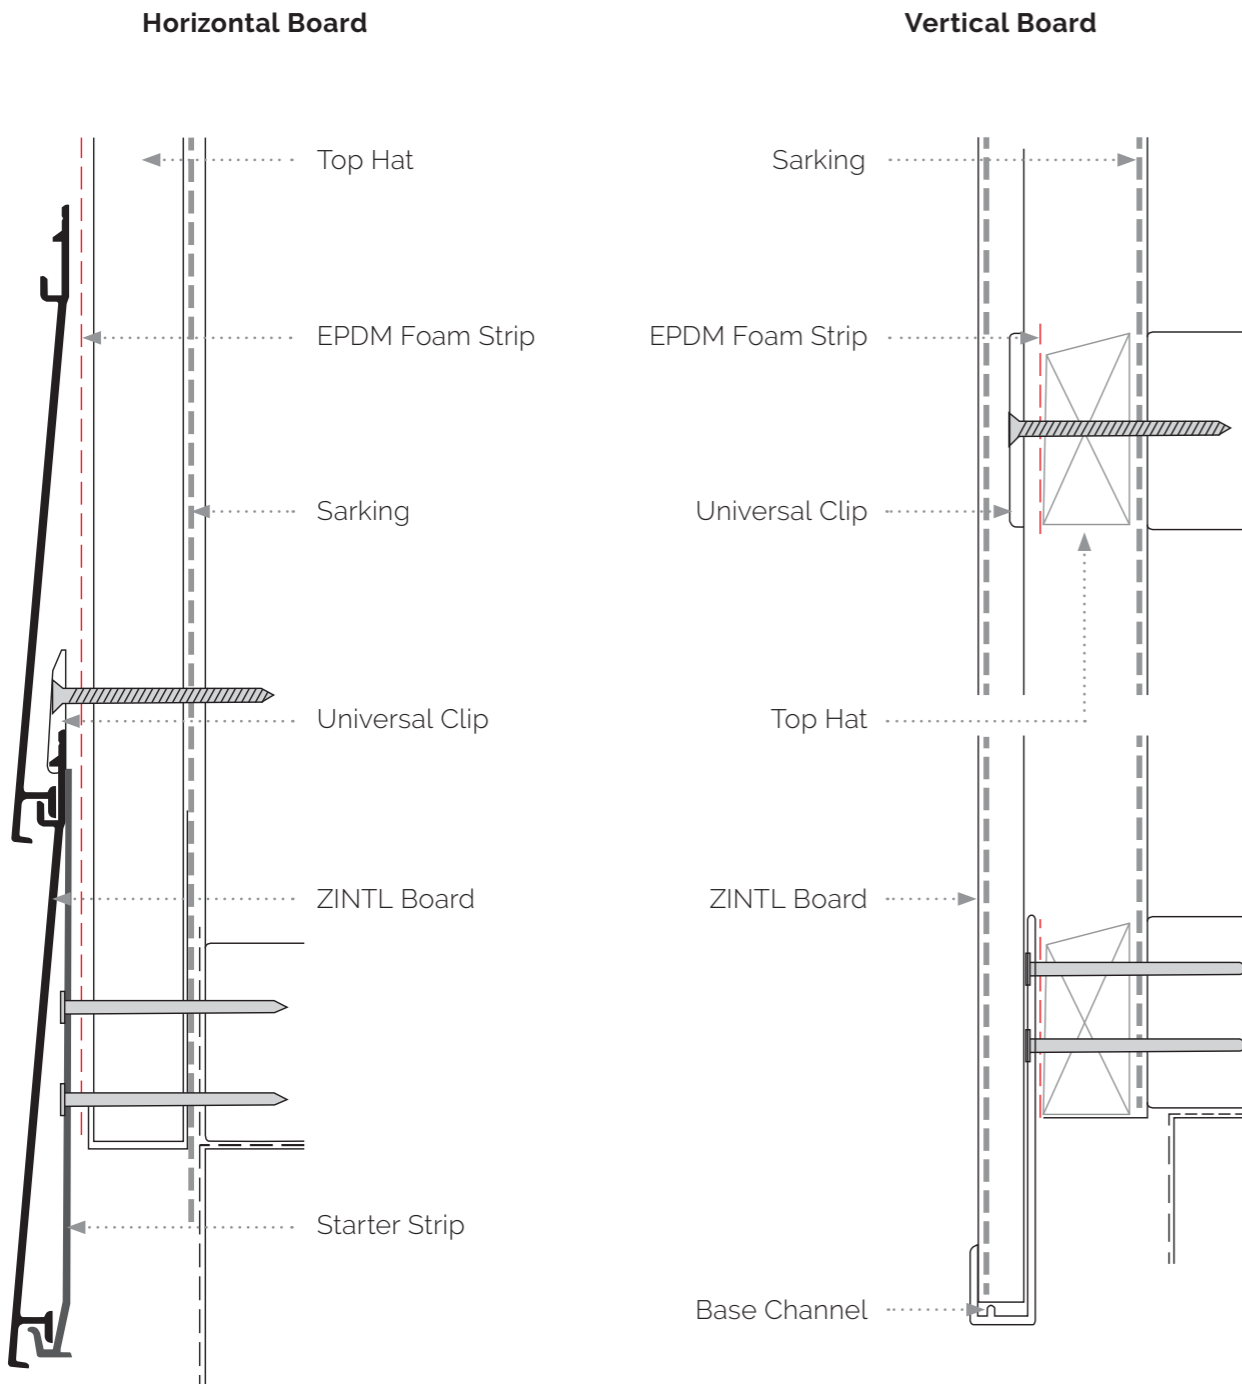 Horizontal Board
Top Hat
EPDM Foam Strip
Sarking
Universal Clip
ZINTL Board
Starter Strip
Vertical Board
Sarking
EPDM Foam Strip
Universal Clip
Top Hat
ZINTL Board
Base Channel